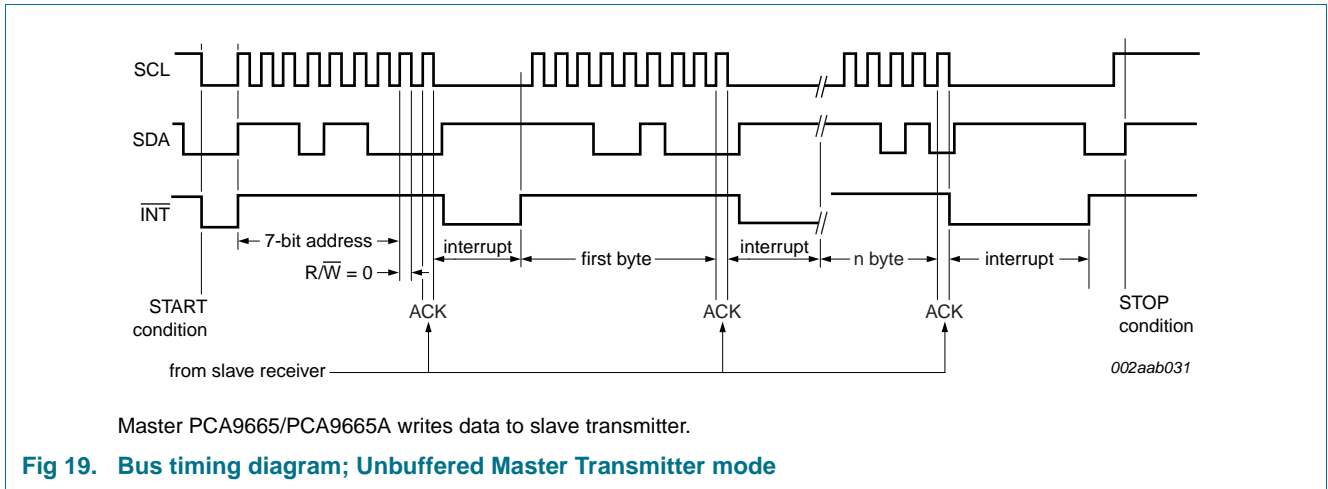 SCL
SDA
INT
7-bit address
interrupt
first byte
interrupt
n byte
interrupt
R/W = 0
START
condition
ACK
ACK
ACK
STOP
condition
from slave receiver
002aab031
Master PCA9665/PCA9665A writes data to slave transmitter.
Fig 19. Bus timing diagram; Unbuffered Master Transmitter mode